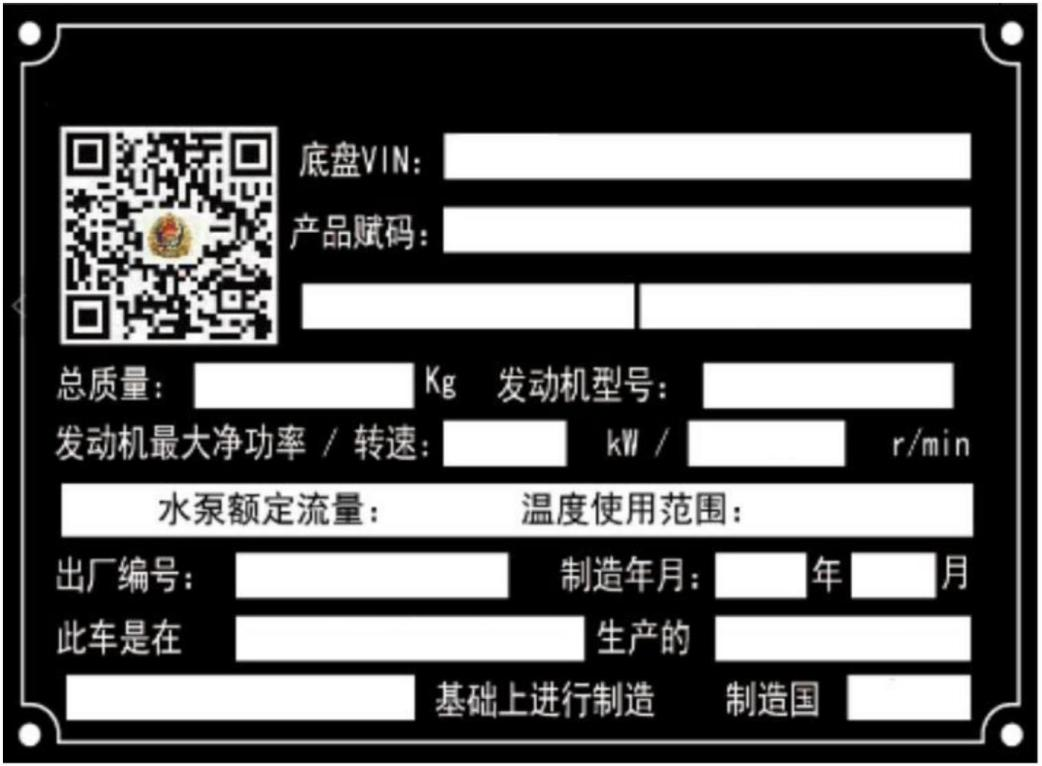 底盘VIN：
产品赋码：
总质量： Kg 发动机型号：
发动机最大净功率 / 转速： kW / r/min
水泵额定流量： 温度使用范围：
出厂编号： 制造年月： 年 月
此车是在 生产的
基础上进行制造 制造国